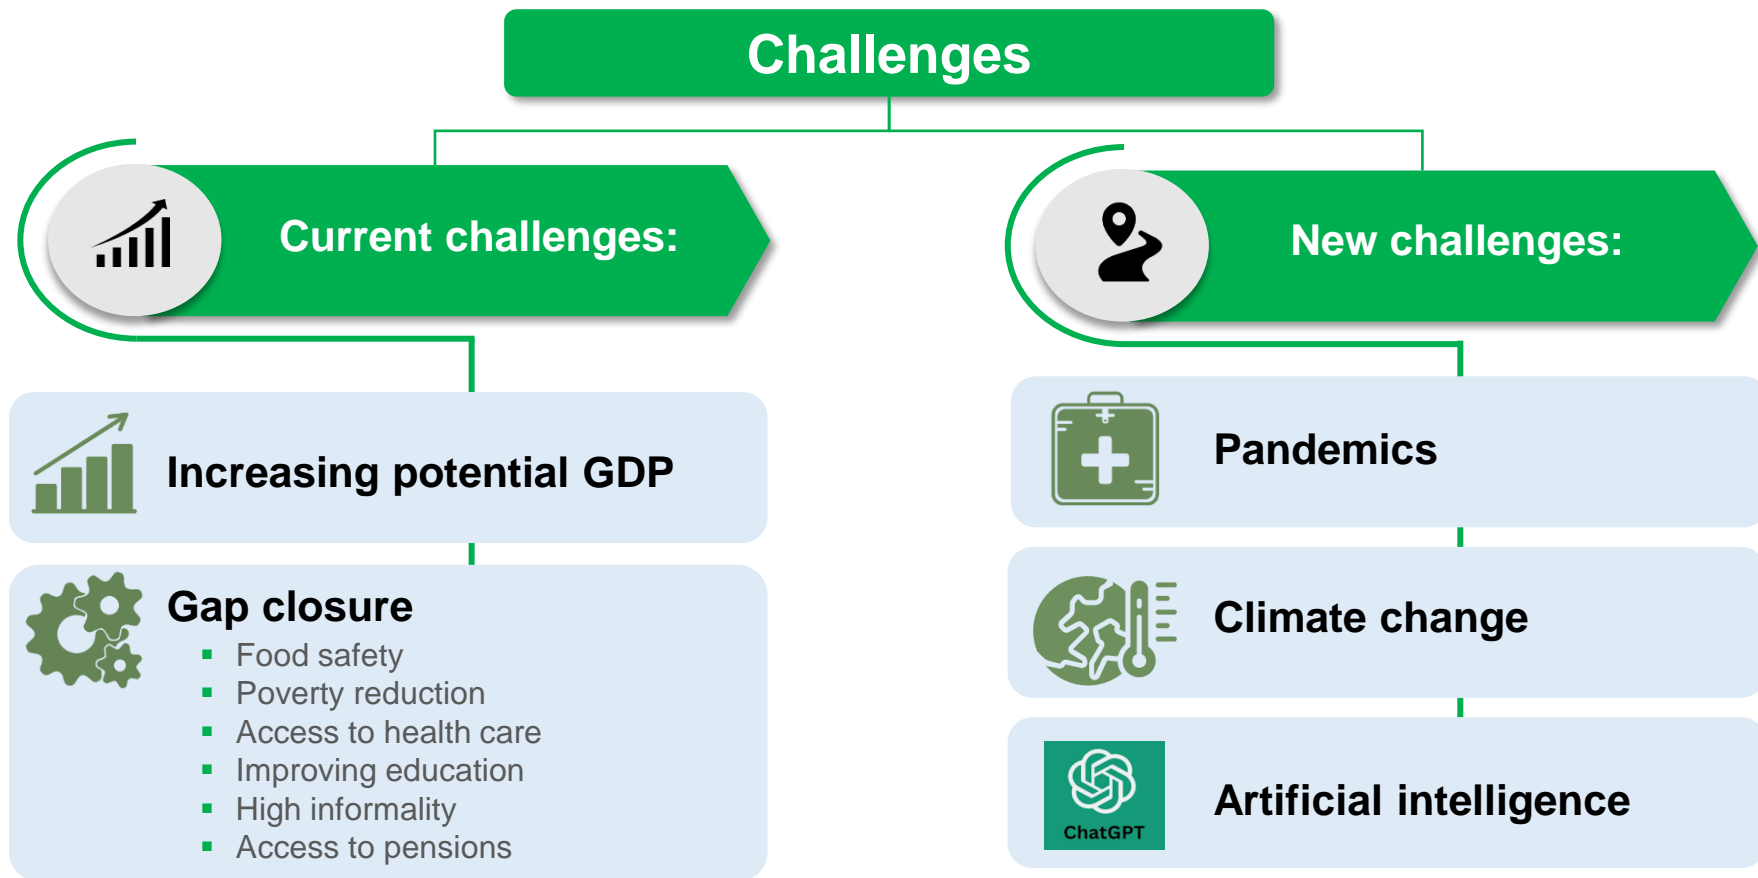 Challenges
Current challenges:
Increasing potential GDP
Gap closure
Food safety
Poverty reduction
Access to health care
Improving education
High informality
Access to pensions
New challenges:
Pandemics
Climate change
ChatGPT
Artificial intelligence